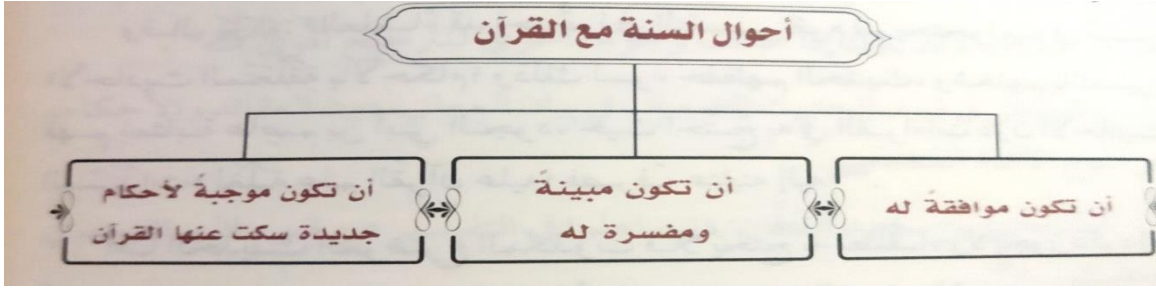 أحوال السنة مع القرآن
أن تكون موافقةً له
أن تكون مبينةً
ومفسرة له
أن تكون موجبةً لأحكام
جديدة سكت عنها القرآن